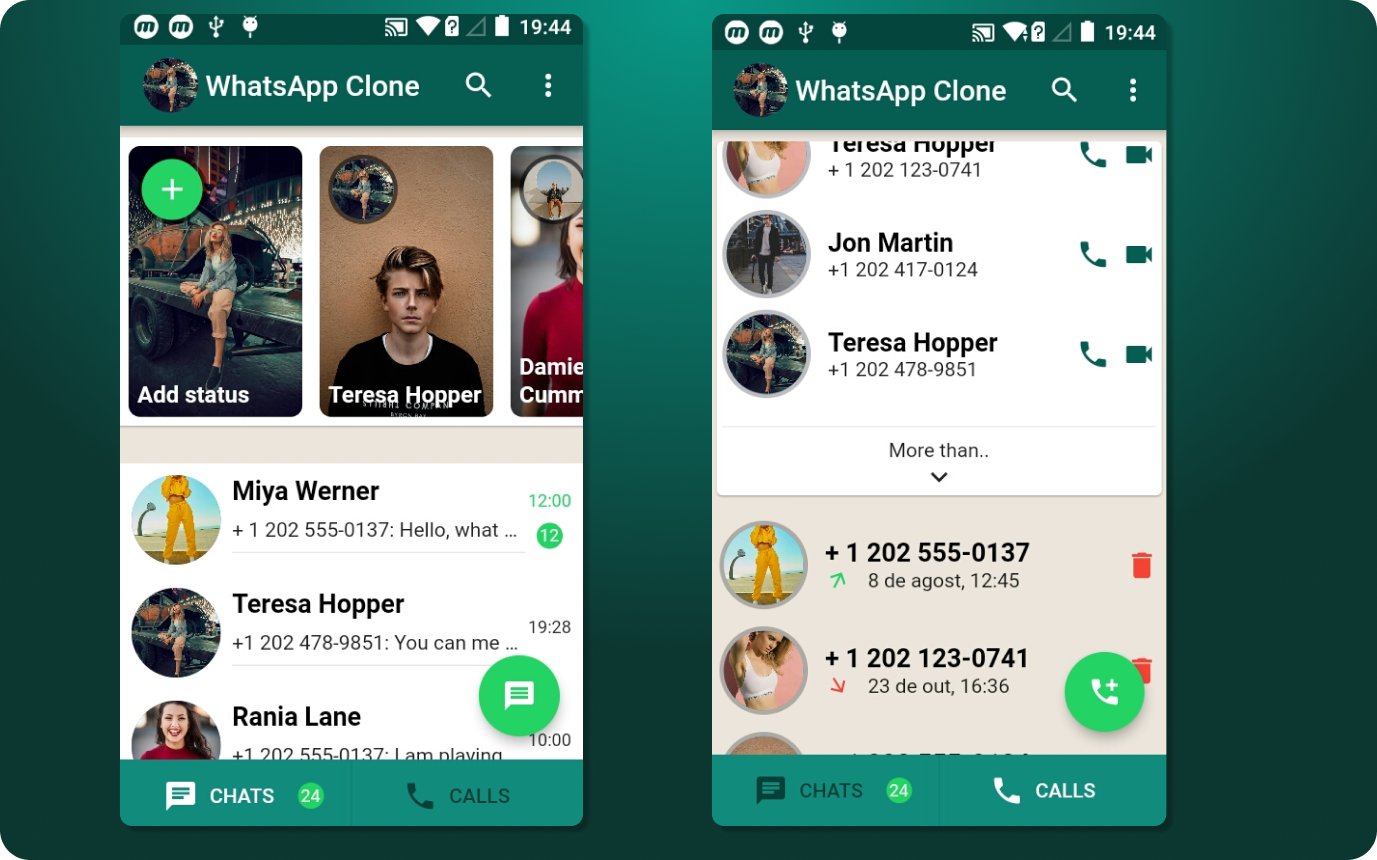 19:44
WhatsApp Clone
Add status
Teresa Hopper
Damie
Cumm
Miya Werner
12:00
+ 1 202 555-0137: Hello, what ...
12
Teresa Hopper
19:28
+1 202 478-9851: You can me ...
Rania Lane
10:00
+1 202 555-0137: I am playing
CHATS 24 CALLS
19:44
WhatsApp Clone
Teresa Hopper
+ 1 202 123-0741
Jon Martin
+1 202 417-0124
Teresa Hopper
+1 202 478-9851
More than..
+ 1 202 555-0137
8 de agost, 12:45
+ 1 202 123-0741
23 de out, 16:36
CHATS 24 CALLS